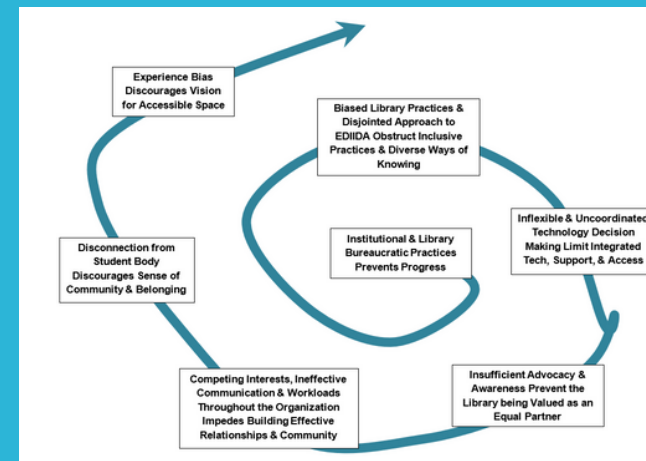 Experience Bias
Discourages Vision
for Accessible Space
Biased Library Practices &
Disjointed Approach to
EDIIDA Obstruct Inclusive
Practices & Diverse Ways of
Knowing
Inflexible & Uncoordinated
Technology Decision
Making Limit Integrated
Tech, Support, & Access
Institutional & Library
Bureaucratic Practices
Prevents Progress
Disconnection from
Student Body
Discourages Sense of
Community & Belonging
Competing Interests, Ineffective
Communication & Workloads
Throughout the Organization
Impedes Building Effective
Relationships & Community
Insufficient Advocacy &
Awareness Prevent the
Library being Valued as an
Equal Partner